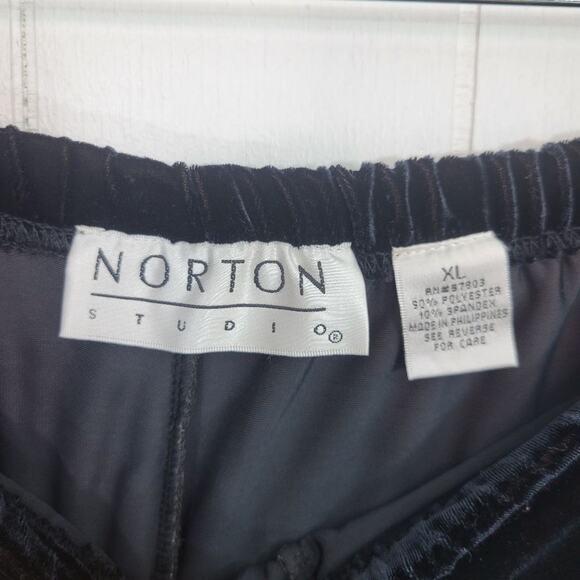 NORTON
STUDIO®
XL
RN#57803
90% POLYESTER
10% SPANDEX
MADE IN PHILIPPINES
SEE REVERSE
FOR CARE